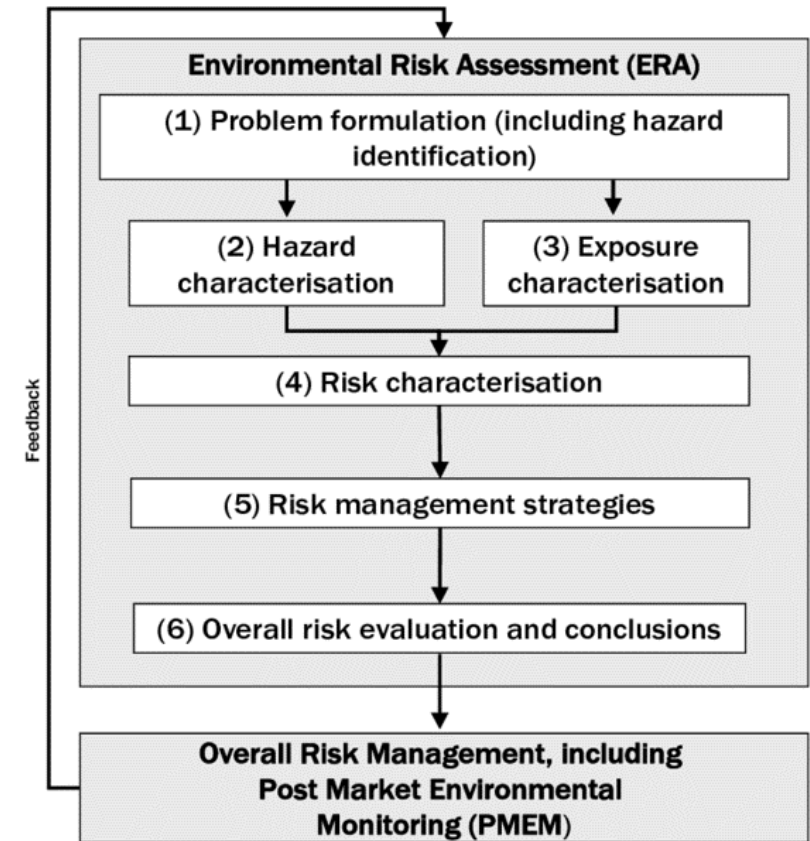 Environmental Risk Assessment (ERA)
(1) Problem formulation (including hazard
identification)
(2) Hazard
characterisation
(3) Exposure
characterisation
(4) Risk characterisation
Feedback
(5) Risk management strategies
(6) Overall risk evaluation and conclusions
Overall Risk Management, including
Post Market Environmental
Monitoring (PMEM)